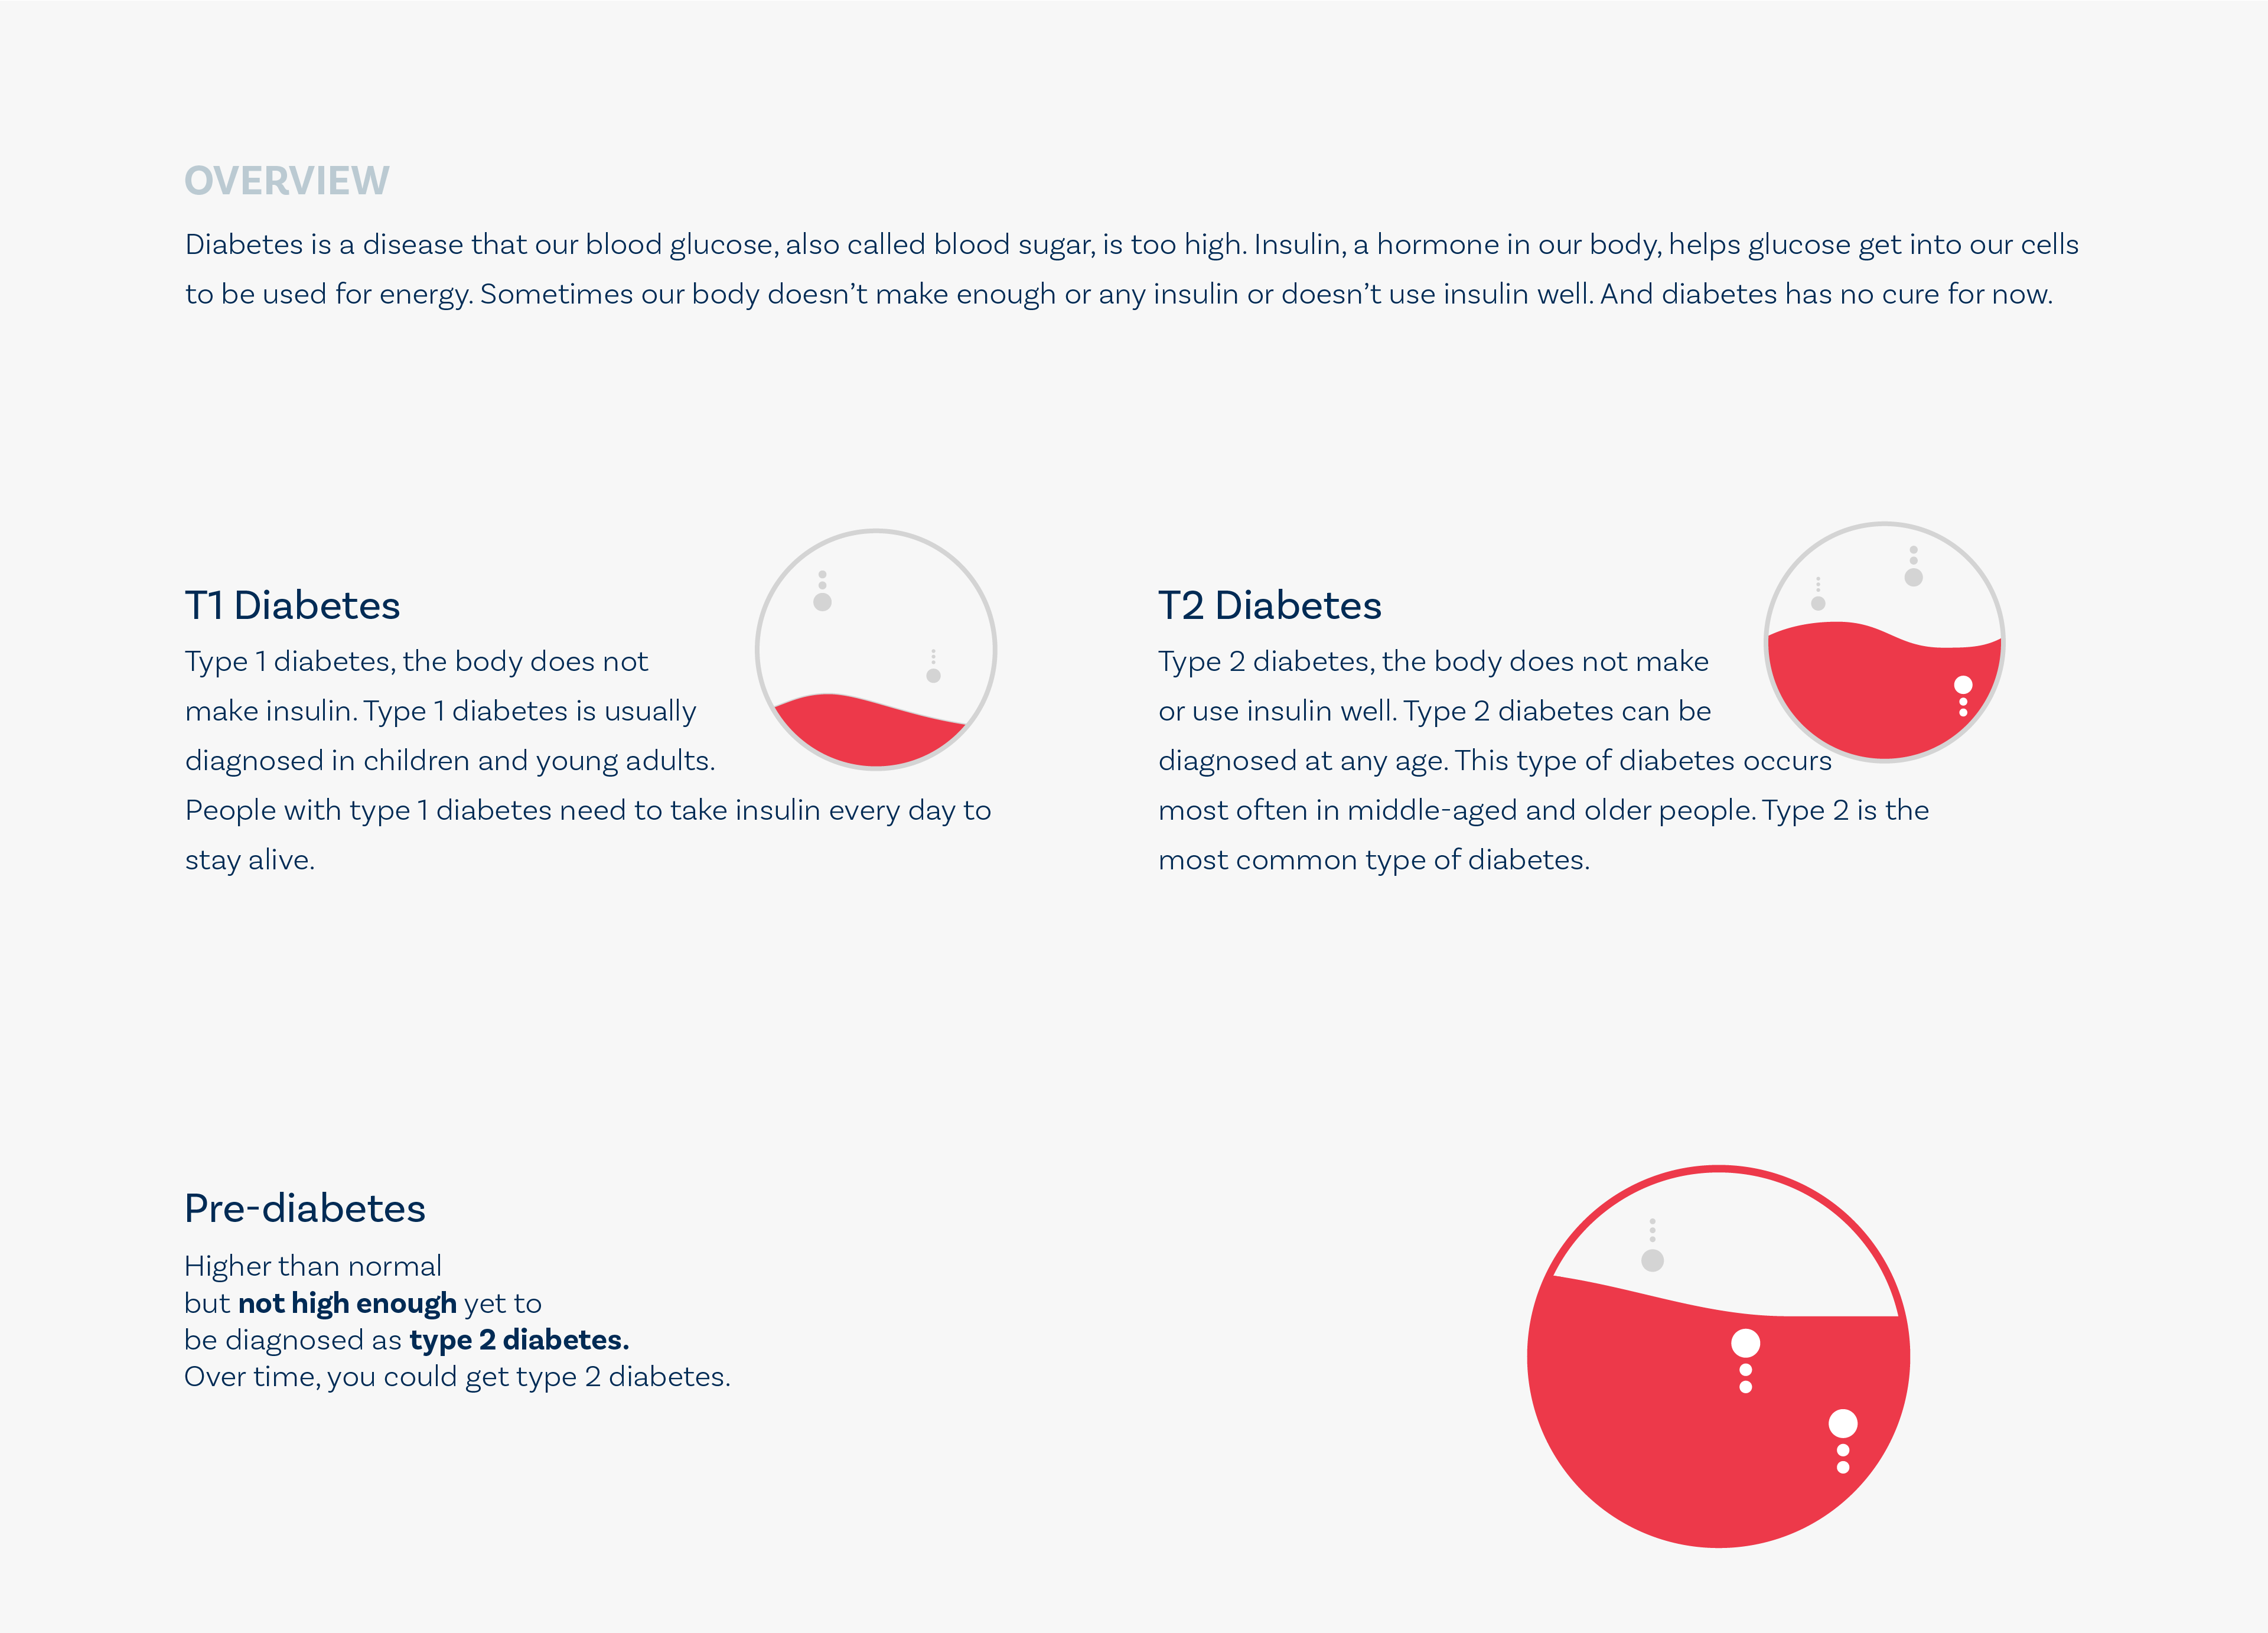 OVERVIEW
Diabetes is a disease that our blood glucose, also called blood sugar, is too high. Insulin, a hormone in our body, helps glucose get into our cells
to be used for energy. Sometimes our body doesn’t make enough or any insulin or doesn’t use insulin well. And diabetes has no cure for now.
T1 Diabetes
Type 1 diabetes, the body does not
make insulin. Type 1 diabetes is usually
diagnosed in children and young adults.
People with type 1 diabetes need to take insulin every day to
stay alive.
T2 Diabetes
Type 2 diabetes, the body does not make
or use insulin well. Type 2 diabetes can be
diagnosed at any age. This type of diabetes occurs
most often in middle-aged and older people. Type 2 is the
most common type of diabetes.
Pre-diabetes
Higher than normal
but not high enough yet to
be diagnosed as type 2 diabetes.
Over time, you could get type 2 diabetes.